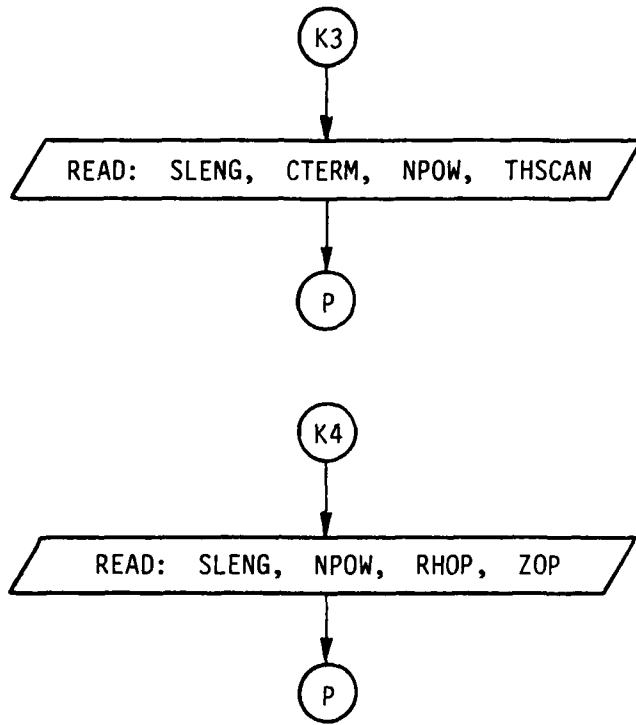 K3
READ: SLENG, CTERM, NPOW, THSCAN
P
K4
READ: SLENG, NPOW, RHOP, ZOP
P